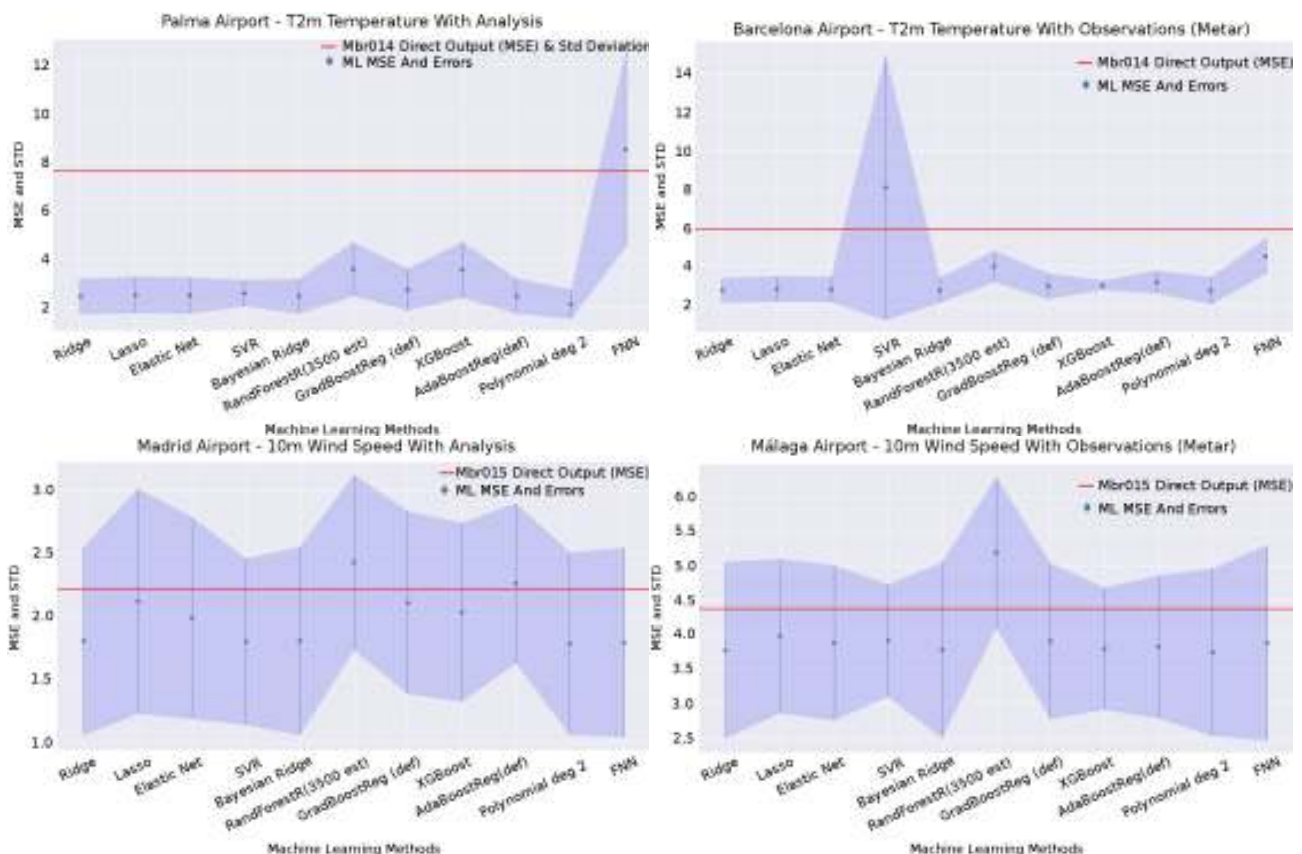 Palma Airport - T2m Temperature With Analysis
Mbr014 Direct Output (MSE) & Std Deviation
ML MSE And Errors
MSE and STD
12
10
8
6
4
2
Ridge
Lasso
Elastic Net
SVR
Bayesian Ridge
RandForestR(3500 est)
GradBoostReg (def)
XGBoost
AdaBoostReg(def)
Polynomial deg 2
FNN
Machine Learning Methods
Barcelona Airport - T2m Temperature With Observations (Metar)
Mbr014 Direct Output (MSE)
ML MSE And Errors
MSE and STD
14
12
10
8
6
4
2
Ridge
Lasso
Elastic Net
SVR
Bayesian Ridge
RandForestR(3500 est)
GradBoostReg (def)
XGBoost
AdaBoostReg(def)
Polynomial deg 2
FNN
Machine Learning Methods
Madrid Airport - 10m Wind Speed With Analysis
Mbr015 Direct Output (MSE)
ML MSE And Errors
MSE and STD
3.0
2.5
2.0
1.5
1.0
Ridge
Lasso
Elastic Net
SVR
Bayesian Ridge
RandForestR(3500 est)
GradBoostReg (def)
XGBoost
AdaBoostReg(def)
Polynomial deg 2
FNN
Machine Learning Methods
Málaga Airport - 10m Wind Speed With Observations (Metar)
Mbr015 Direct Output (MSE)
ML MSE And Errors
MSE and STD
6.0
5.5
5.0
4.5
4.0
3.5
3.0
2.5
Ridge
Lasso
Elastic Net
SVR
Bayesian Ridge
RandForestR(3500 est)
GradBoostReg (def)
XGBoost
AdaBoostReg(def)
Polynomial deg 2
FNN
Machine Learning Methods